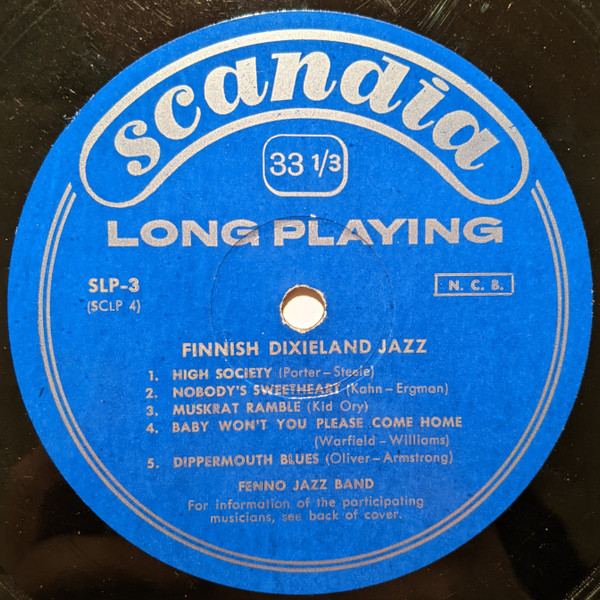 scandia
33 1/3
LONG PLAYING
SLP-3
(SCLP 4)
N. C. B.
FINNISH DIXIELAND JAZZ
1. HIGH SOCIETY (Porter – Steele)
2. NOBODY'S SWEETHEART (Kahn – Ergman)
3. MUSKRAT RAMBLE (Kid Ory)
4. BABY WON'T YOU PLEASE COME HOME
(Warfield – Williams)
5. DIPPERMOUTH BLUES (Oliver – Armstrong)
FENNO JAZZ BAND
For information of the participating
musicians, see back of cover.